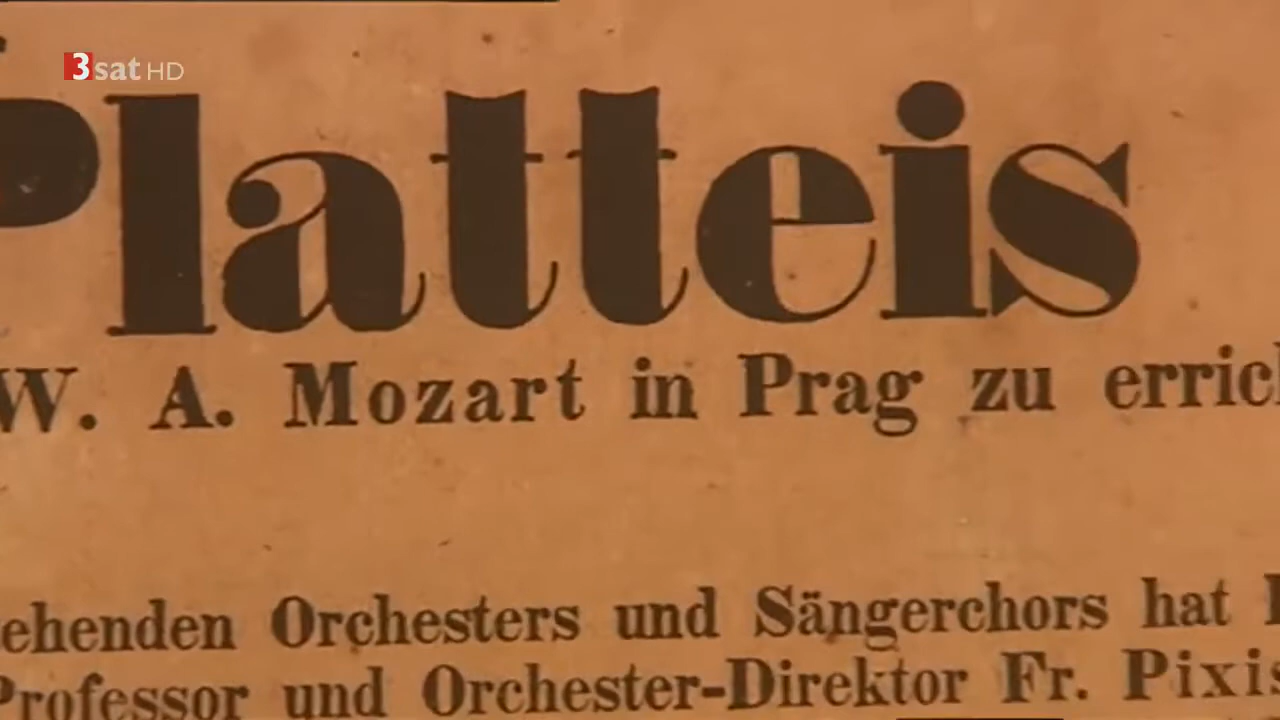 3sat HD
Platteis
W. A. Mozart in Prag zu errich
ehenden Orchesters und Sängerchors hat
Professor und Orchester-Direktor Fr. Pixis